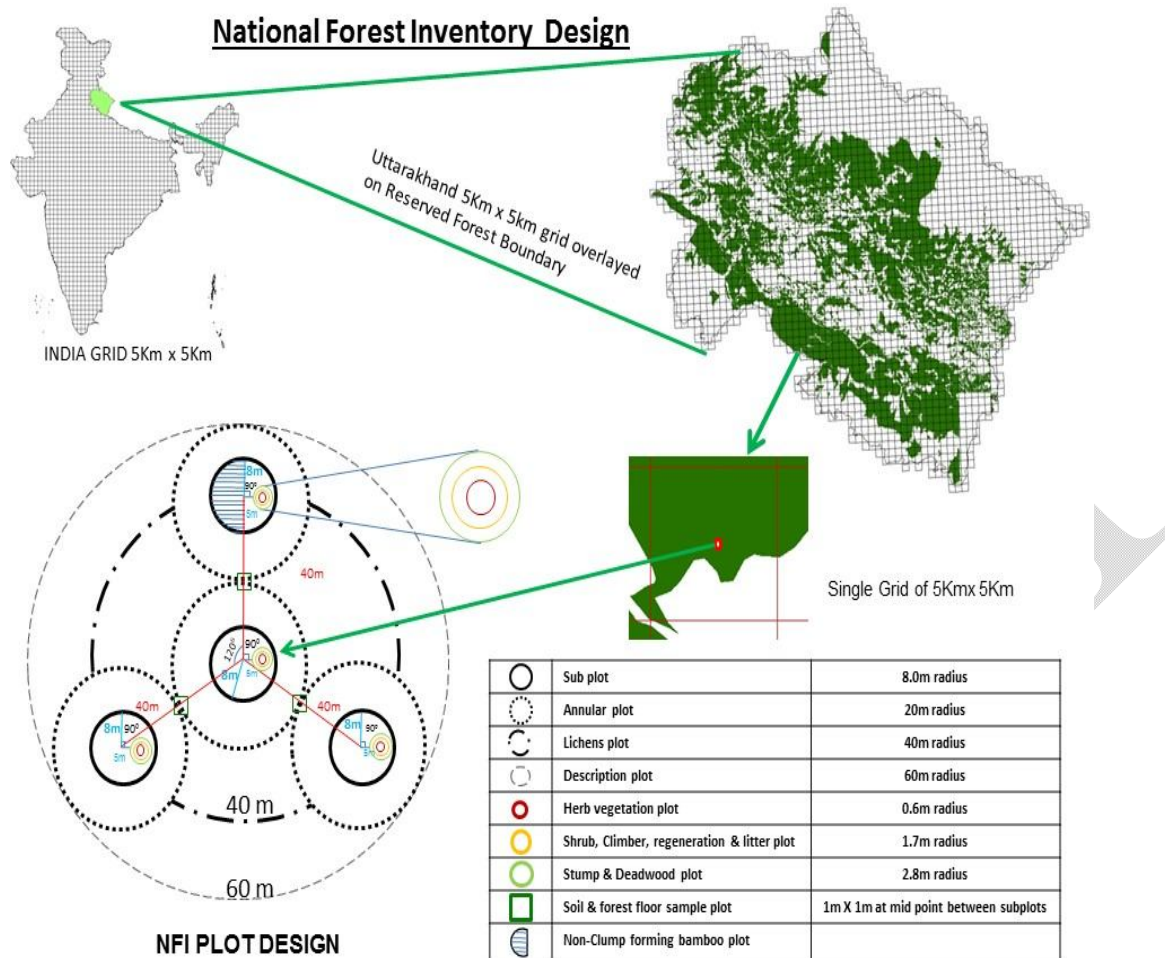 National Forest Inventory Design
Uttarakhand 5Km x 5km grid overlayed
on Reserved Forest Boundary
INDIA GRID 5Km x 5Km
Single Grid of 5Kmx 5Km
8m
90⁰
5m
40m
120°
90⁰
8m
5m
40m
40m
8m
90⁰
5m
8m
90⁰
5m
40 m
60 m
NFI PLOT DESIGN
Sub plot 8.0m radius
Annular plot 20m radius
Lichens plot 40m radius
Description plot 60m radius
Herb vegetation plot 0.6m radius
Shrub, Climber, regeneration & litter plot 1.7m radius
Stump & Deadwood plot 2.8m radius
Soil & forest floor sample plot 1m X 1m at mid point between subplots
Non-Clump forming bamboo plot